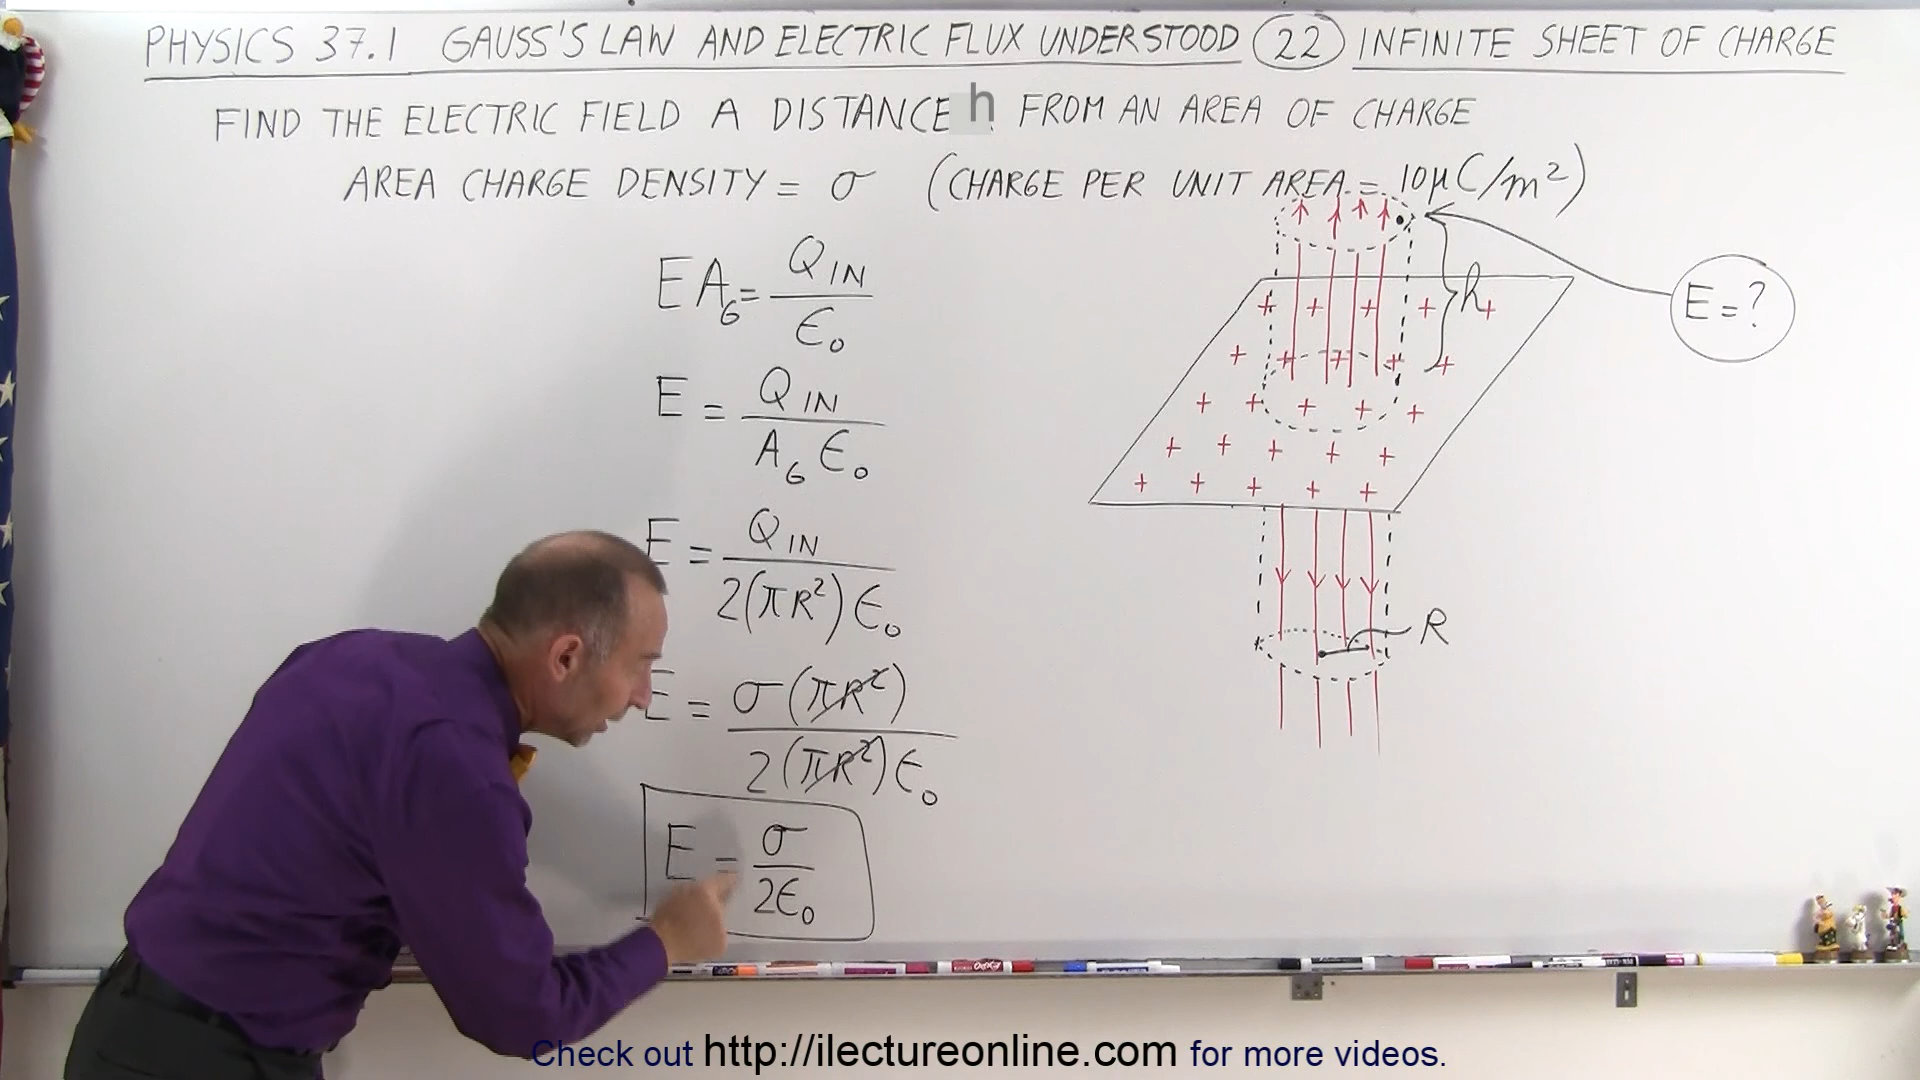 PHYSICS 37.1 GAUSS'S LAW AND ELECTRIC FLUX UNDERSTOOD 22 INFINITE SHEET OF CHARGE
FIND THE ELECTRIC FIELD A DISTANCE h FROM AN AREA OF CHARGE
AREA CHARGE DENSITY = σ (CHARGE PER UNIT AREA = 10μC/m²)
E A_G = Q_IN / ε₀
E = Q_IN / A_G ε₀
E = Q_IN / 2(πR²) ε₀
E = σ(πR²) / 2(πR²) ε₀
E = σ / 2ε₀
h
E = ?
+ + + + +
+ + + + +
+ + + + +
+ + + + +
+ + + + +
R
Check out http://ilectureonline.com for more videos.